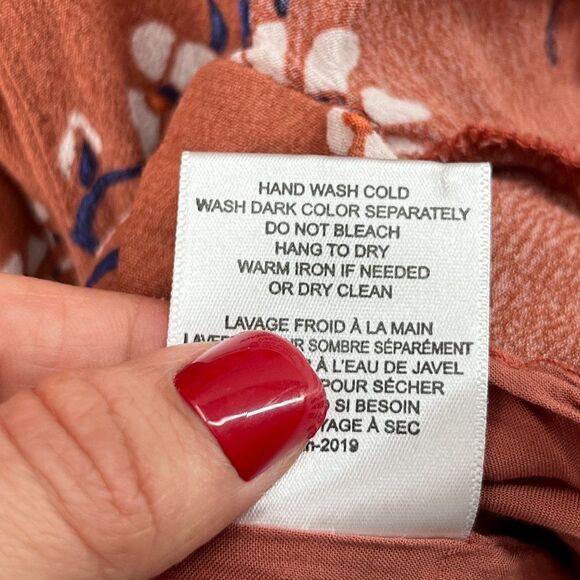 HAND WASH COLD
WASH DARK COLOR SEPARATELY
DO NOT BLEACH
HANG TO DRY
WARM IRON IF NEEDED
OR DRY CLEAN
LAVAGE FROID À LA MAIN
SOMBRE SÉPARÉMENT
À L'EAU DE JAVEL
POUR SÉCHER
SI BESOIN
À SEC
-2019